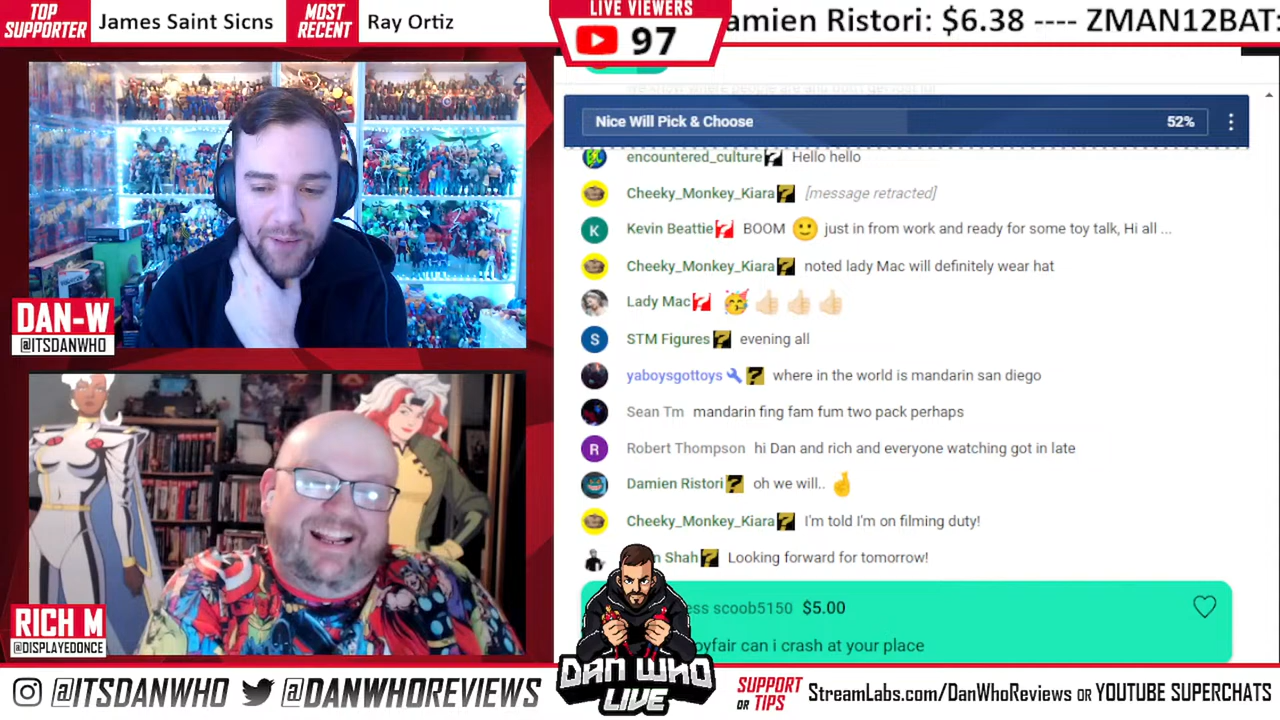 TOP SUPPORTER
James Saint Sicns
MOST RECENT
Ray Ortiz
LIVE VIEWERS
97
amien Ristori: $6.38 ---- ZMAN12BAT:
Nice Will Pick & Choose 52%
encountered_culture Hello hello
Cheeky_Monkey_Kiara [message retracted]
Kevin Beattie BOOM 🙂 just in from work and ready for some toy talk, Hi all ...
Cheeky_Monkey_Kiara noted lady Mac will definitely wear hat
Lady Mac 🥳👍🏻👍🏻👍🏻
STM Figures evening all
yaboysgottoys where in the world is mandarin san diego
Sean Tm mandarin fing fam fum two pack perhaps
Robert Thompson hi Dan and rich and everyone watching got in late
Damien Ristori oh we will.. 🤞
Cheeky_Monkey_Kiara I'm told I'm on filming duty!
Shah Looking forward for tomorrow!
ess scoob5150 $5.00
oyfair can i crash at your place
DAN-W
@ITSDANWHO
RICH M
@DISPLAYEDONCE
DAN WHO
LIVE
@ITSDANWHO @DANWHOREVIEWS
SUPPORT OR TIPS
StreamLabs.com/DanWhoReviews OR YOUTUBE SUPERCHATS